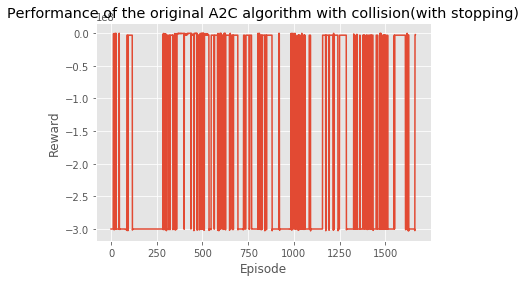 Performance of the original A2C algorithm with collision(with stopping)
0.0
−0.5
−1.0
−1.5
−2.0
−2.5
−3.0
Reward
0 250 500 750 1000 1250 1500
Episode